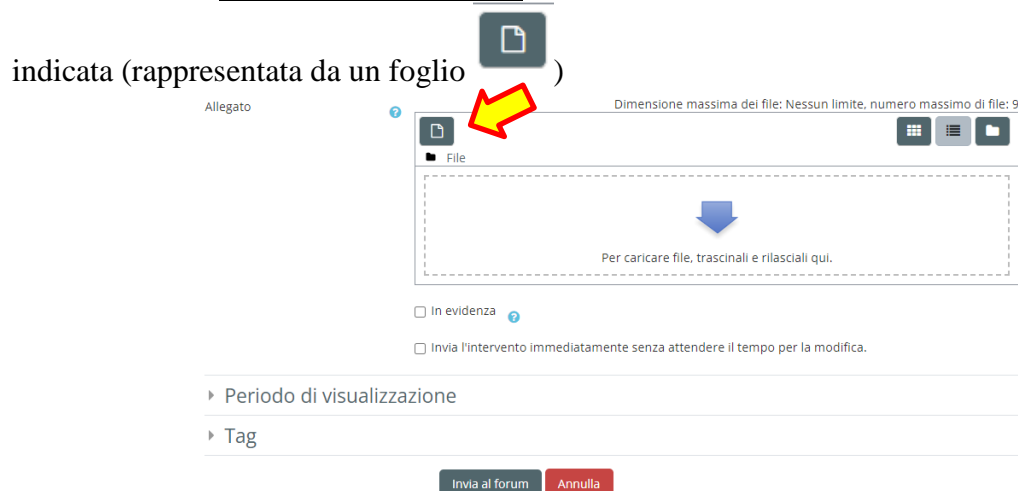 indicata (rappresentata da un foglio )
Allegato
Dimensione massima dei file: Nessun limite, numero massimo di file: 9
File
Per caricare file, trascinali e rilasciali qui.
In evidenza
Invia l'intervento immediatamente senza attendere il tempo per la modifica.
Periodo di visualizzazione
Tag
Invia al forum Annulla